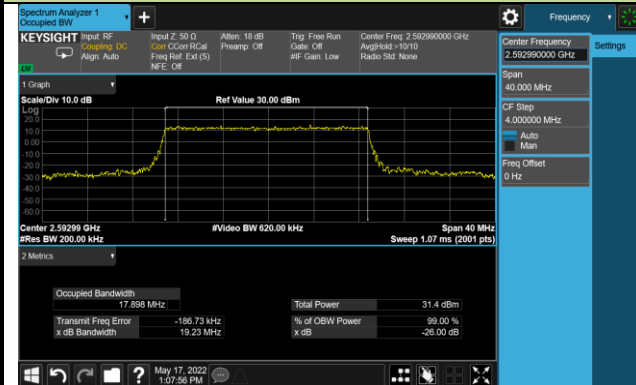 Spectrum Analyzer 1
Occupied BW
Frequency
KEYSIGHT
Input: RF
Coupling: DC
Align: Auto
Input Z: 50 Ω
Corr CCorr RCal
Freq Ref: Ext (S)
NFE: Off
Atten: 18 dB
Preamp: Off
Trig: Free Run
Gate: Off
#IF Gain: Low
Center Freq: 2.592990000 GHz
Avg|Hold:>10/10
Radio Std: None
Center Frequency
2.592990000 GHz
Settings
Span
40.000 MHz
CF Step
4.000000 MHz
Auto
Man
Freq Offset
0 Hz
1 Graph
Scale/Div 10.0 dB
Ref Value 30.00 dBm
Log
20.0
10.0
0.00
-10.0
-20.0
-30.0
-40.0
-50.0
-60.0
Center 2.59299 GHz
#Video BW 620.00 kHz
Span 40 MHz
#Res BW 200.00 kHz
Sweep 1.07 ms (2001 pts)
2 Metrics
Occupied Bandwidth
17.898 MHz
Total Power 31.4 dBm
Transmit Freq Error -186.73 kHz
% of OBW Power 99.00 %
x dB Bandwidth 19.23 MHz
x dB -26.00 dB
May 17, 2022
1:07:56 PM